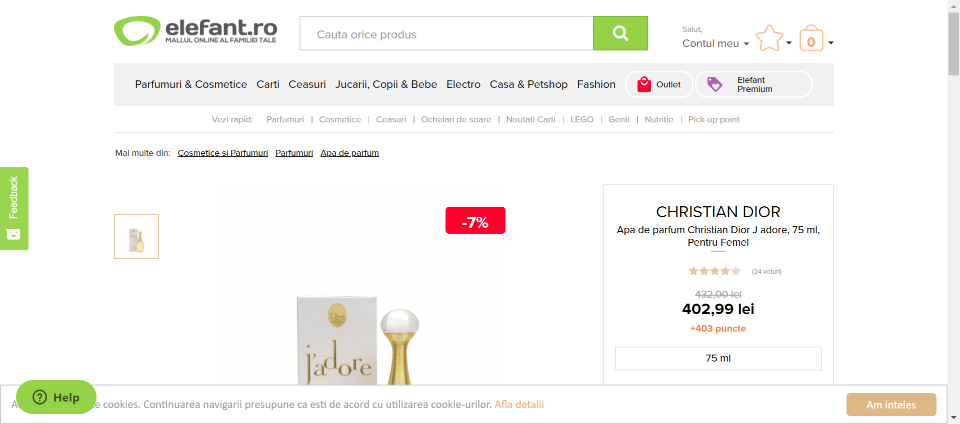 elefant.ro
MALLUL ONLINE AL FAMILIEI TALE
Cauta orice produs
Salut,
Contul meu
0
Parfumuri & Cosmetice Carti Ceasuri Jucarii, Copii & Bebe Electro Casa & Petshop Fashion Outlet Elefant Premium
Vezi rapid: Parfumuri | Cosmetice | Ceasuri | Ochelari de soare | Noutati Carti | LEGO | Genti | Nutritie | Pick-up point
Mai multe din: Cosmetice si Parfumuri Parfumuri Apa de parfum
Feedback
-7%
CHRISTIAN DIOR
Apa de parfum Christian Dior J adore, 75 ml,
Pentru Femei
(24 voturi)
432,00 lei
402,99 lei
+403 puncte
75 ml
Dior
j'adore
Help
te cookies. Continuarea navigarii presupune ca esti de acord cu utilizarea cookie-urilor. Afla detalii
Am inteles